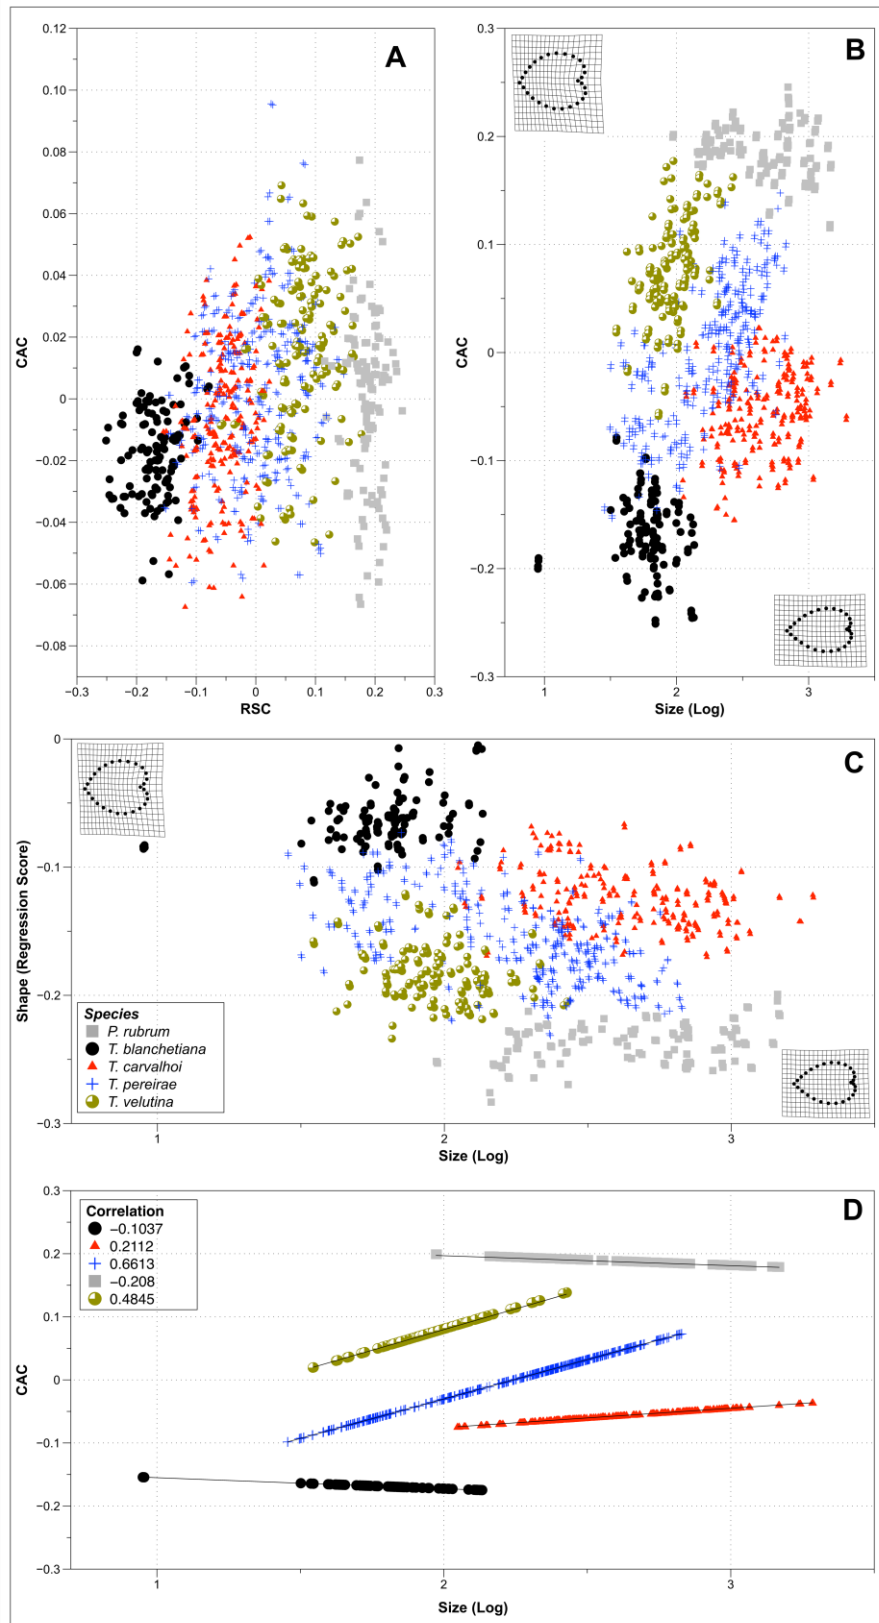 A
0.12
0.10
0.08
0.06
0.04
0.02
0
−0.02
−0.04
−0.06
−0.08
CAC
−0.3
−0.2
−0.1
0
0.1
0.2
0.3
RSC
B
0.3
0.2
0.1
0
−0.1
−0.2
−0.3
CAC
1
2
3
Size (Log)
C
0
−0.1
−0.2
−0.3
Shape (Regression Score)
Species
P. rubrum
T. blanchetiana
T. carvalhoi
T. pereirae
T. velutina
1
2
3
Size (Log)
D
0.3
0.2
0.1
0
−0.1
−0.2
−0.3
CAC
Correlation
−0.1037
0.2112
0.6613
−0.208
0.4845
1
2
3
Size (Log)